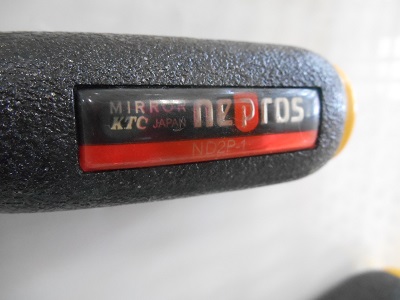 MIRROR
KTC JAPAN nepros
ND2P-1